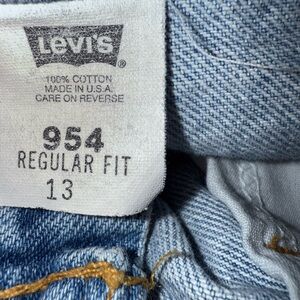 Levi's ®
100% COTTON
MADE IN U.S.A.
CARE ON REVERSE
954
REGULAR FIT
13